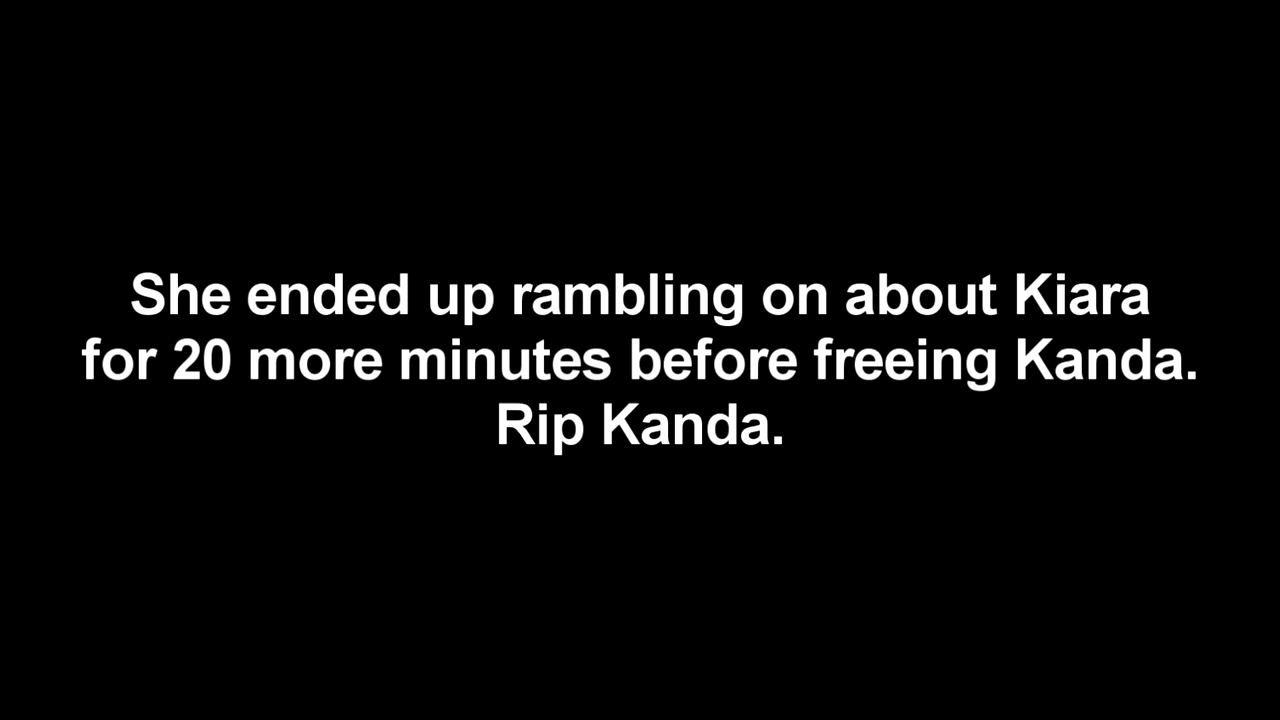 She ended up rambling on about Kiara
for 20 more minutes before freeing Kanda.
Rip Kanda.